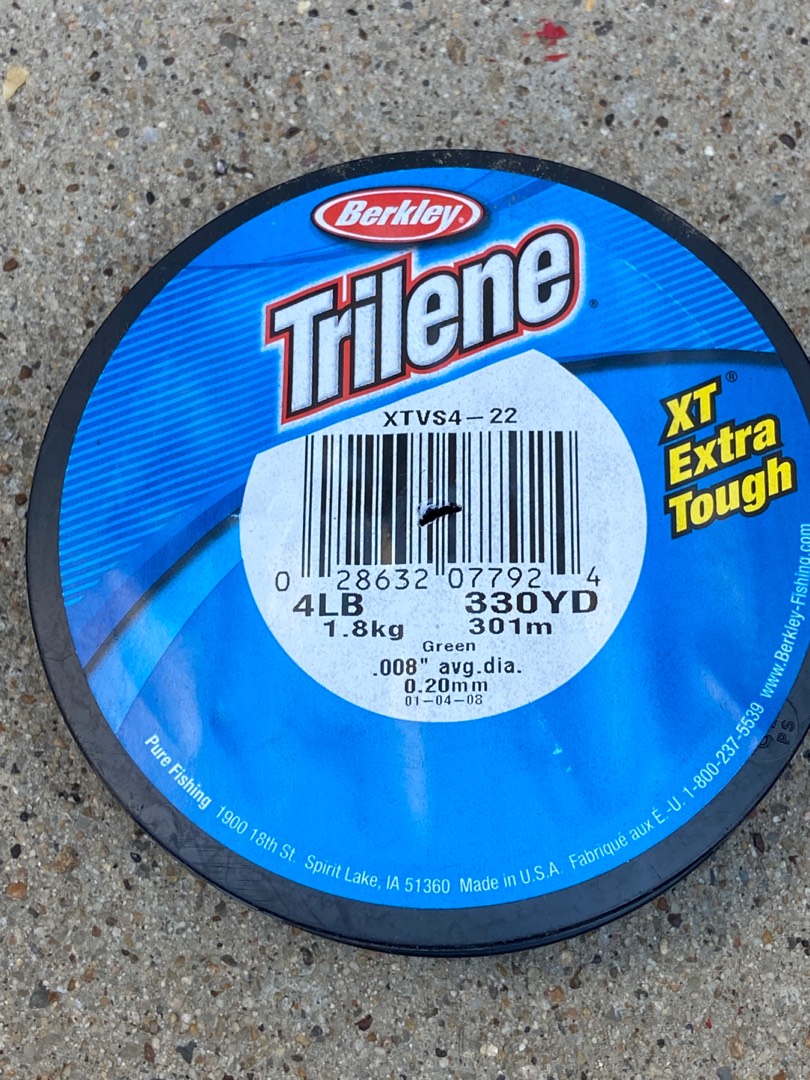 Berkley®
Trilene®
XT®
Extra
Tough
XTVS4-22
0 28632 07792 4
4LB 330YD
1.8kg 301m
Green
.008" avg.dia.
0.20mm
01-04-08
Pure Fishing 1900 18th St. Spirit Lake, IA 51360 Made in U.S.A. Fabriqué aux É.-U. 1-800-237-5539 www.Berkley-Fishing.com
PS